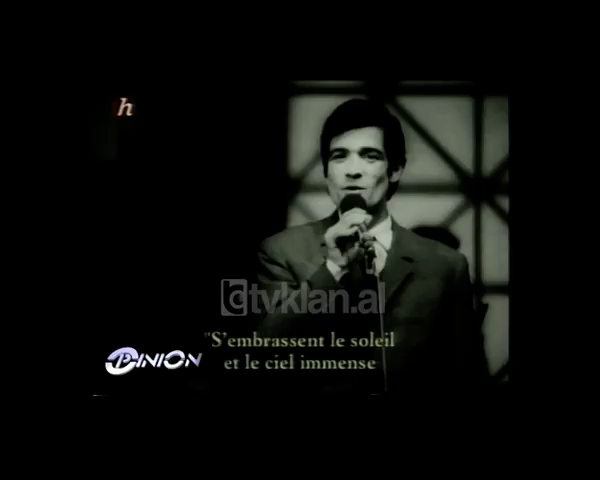 h
tvklan.al
"S'embrassent le soleil
et le ciel immense
OPINION